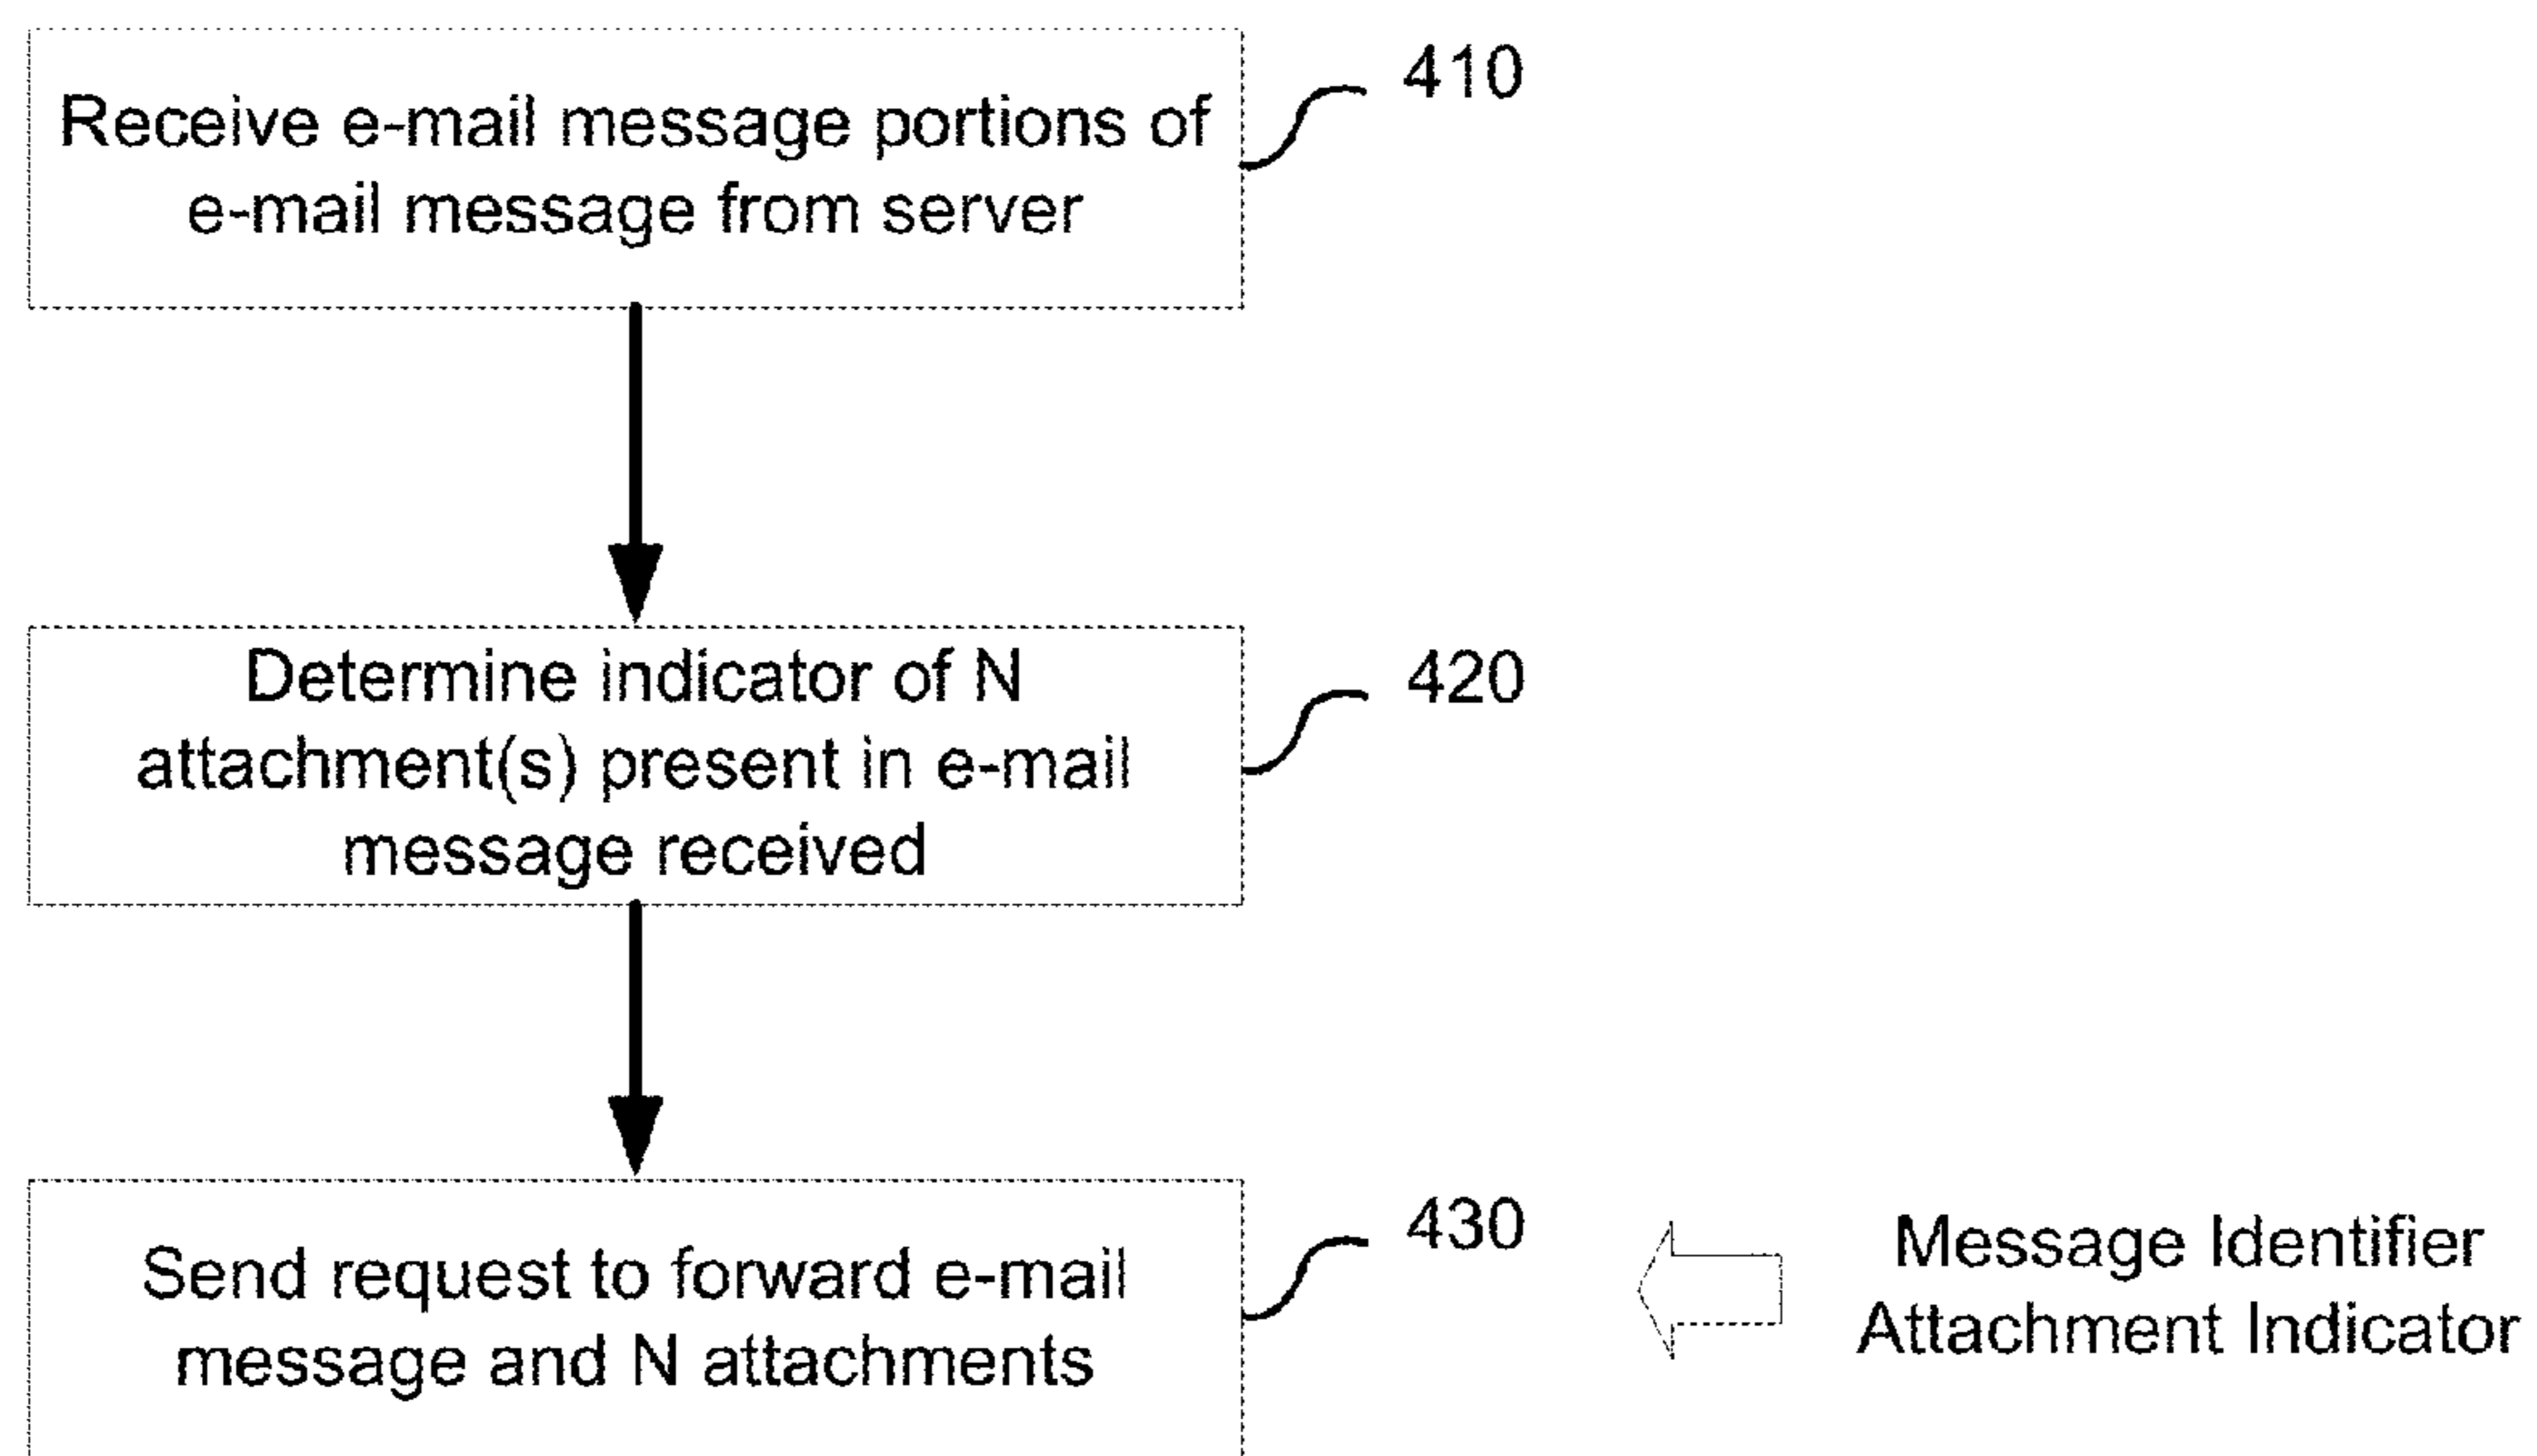 Receive e-mail message portions of
e-mail message from server
410
Determine indicator of N
attachment(s) present in e-mail
message received
420
Send request to forward e-mail
message and N attachments
430
Message Identifier
Attachment Indicator